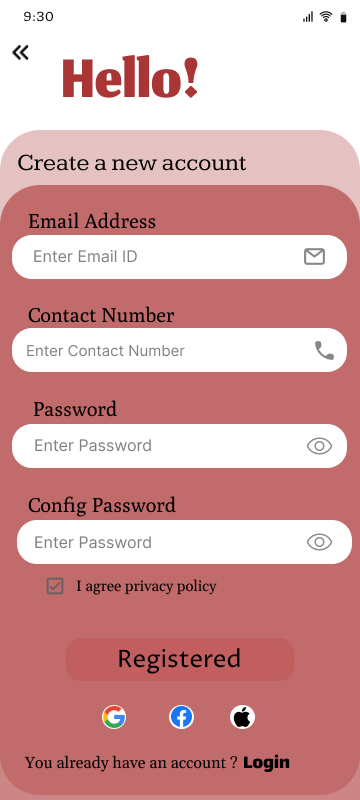 9:30
Hello!
Create a new account
Email Address
Enter Email ID
Contact Number
Enter Contact Number
Password
Enter Password
Config Password
Enter Password
I agree privacy policy
Registered
You already have an account ? Login